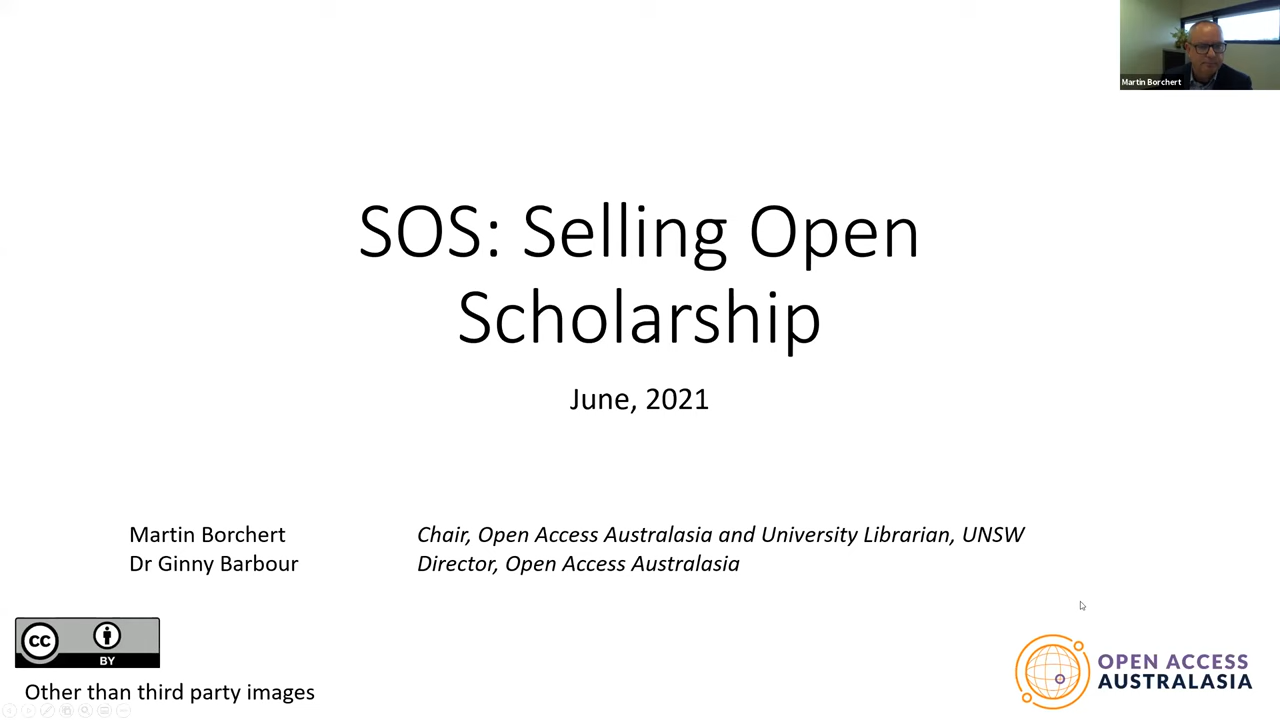 Martin Borchert
SOS: Selling Open
Scholarship
June, 2021
Martin Borchert Chair, Open Access Australasia and University Librarian, UNSW
Dr Ginny Barbour Director, Open Access Australasia
CC
BY
Other than third party images
OPEN ACCESS
AUSTRALASIA